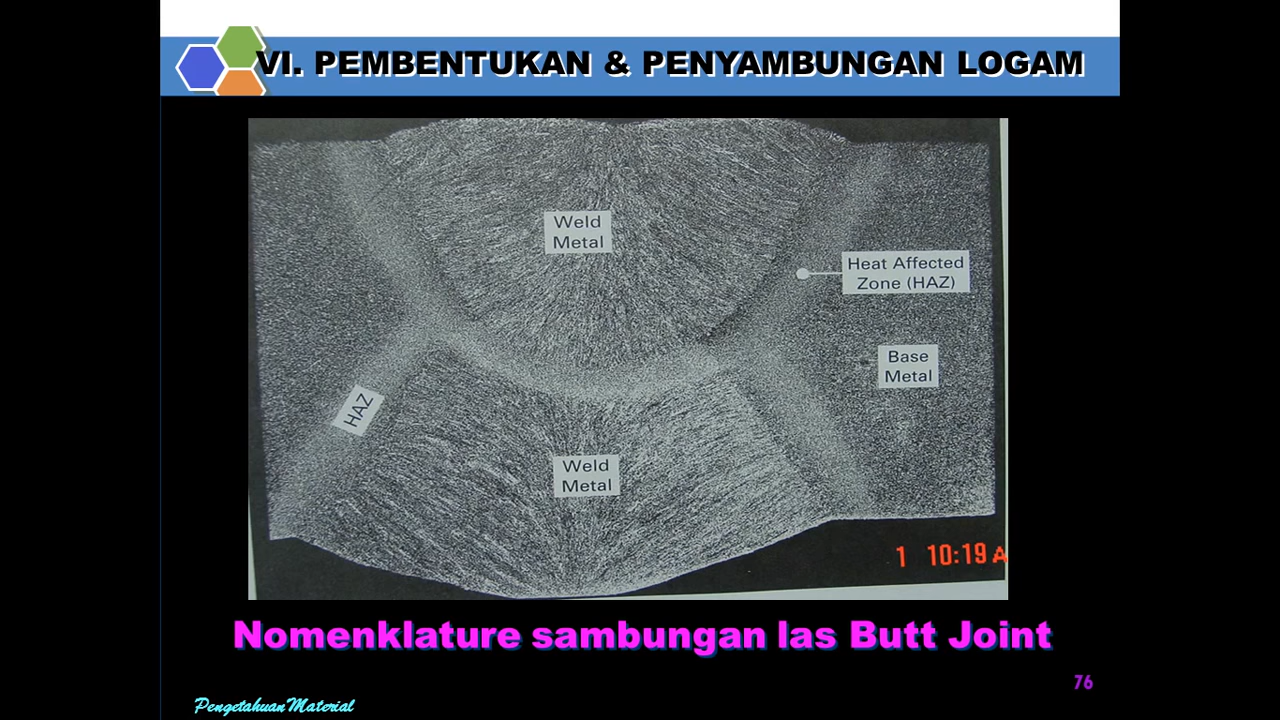 VI. PEMBENTUKAN & PENYAMBUNGAN LOGAM
Weld
Metal
Heat Affected
Zone (HAZ)
Base
Metal
HAZ
Weld
Metal
1 10:19 A
Nomenklature sambungan las Butt Joint
76
Pengetahuan Material